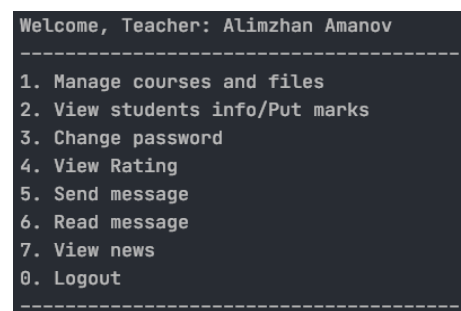 Welcome, Teacher: Alimzhan Amanov
---------------------------------------
1. Manage courses and files
2. View students info/Put marks
3. Change password
4. View Rating
5. Send message
6. Read message
7. View news
0. Logout
---------------------------------------